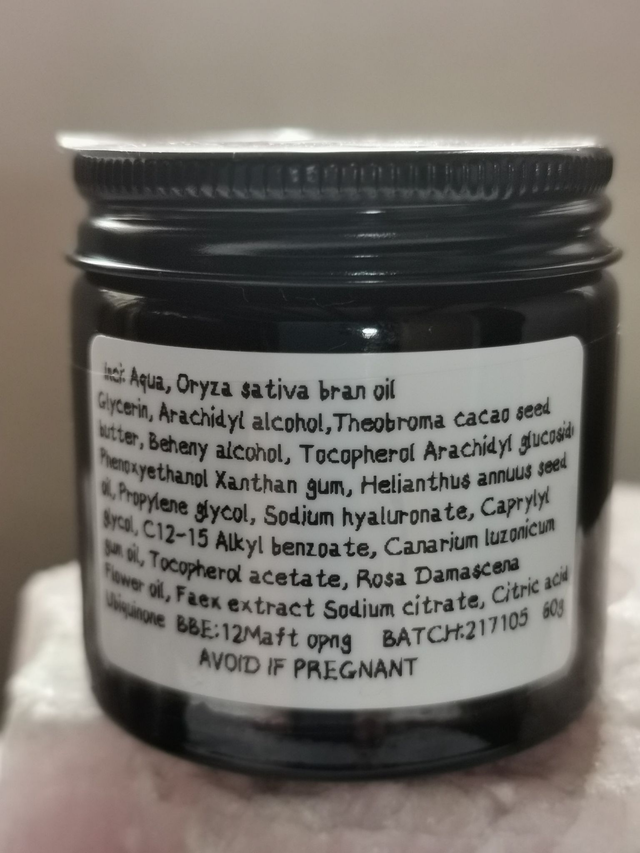 Inci: Aqua, Oryza sativa bran oil
Glycerin, Arachidyl alcohol,Theobroma cacao seed
butter, Beheny alcohol, Tocopherol Arachidyl glucoside
Phenoxyethanol Xanthan gum, Helianthus annuus seed
oil, Propylene glycol, Sodium hyaluronate, Caprylyl
glycol, C12-15 Alkyl benzoate, Canarium luzonicum
gum oil, Tocopherol acetate, Rosa Damascena
Flower oil, Faex extract Sodium citrate, Citric acid
Ubiquinone BBE:12Maft opng BATCH:217105 60g
AVOID IF PREGNANT